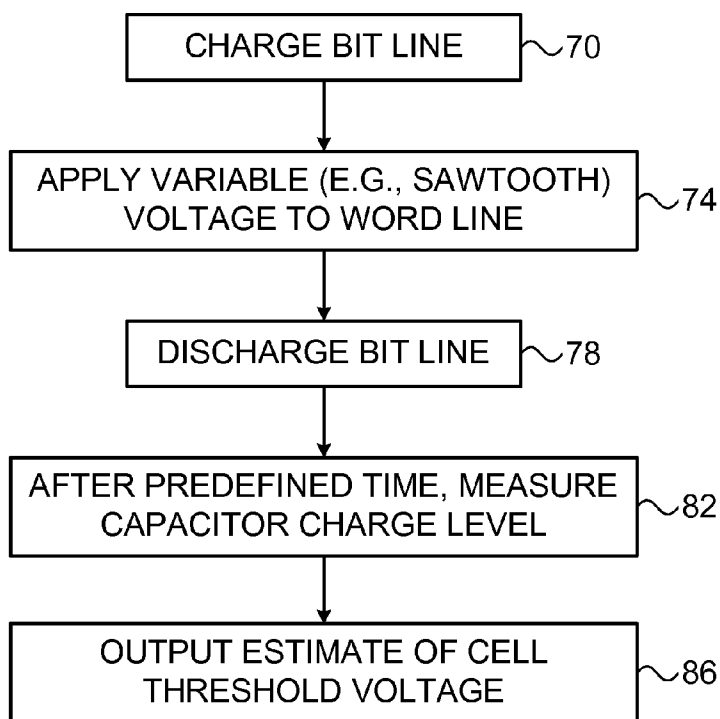 CHARGE BIT LINE
70
APPLY VARIABLE (E.G., SAWTOOTH)
VOLTAGE TO WORD LINE
74
DISCHARGE BIT LINE
78
AFTER PREDEFINED TIME, MEASURE
CAPACITOR CHARGE LEVEL
82
OUTPUT ESTIMATE OF CELL
THRESHOLD VOLTAGE
86